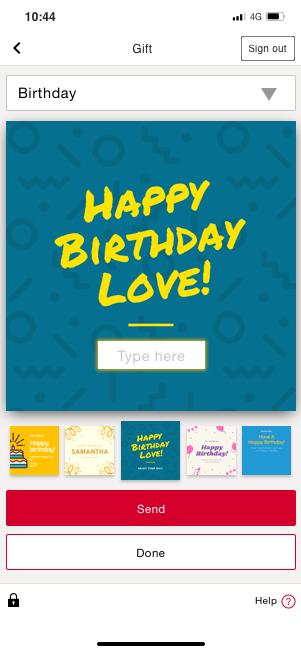 10:44
4G
Gift
Sign out
Birthday
HAPPY
BIRTHDAY
LOVE!
Type here
Happy
birthday!
SAMANTHA
HAPPY
BIRTHDAY
LOVE!
Happy
Birthday!
Have A
Happy Birthday!
Send
Done
Help ?